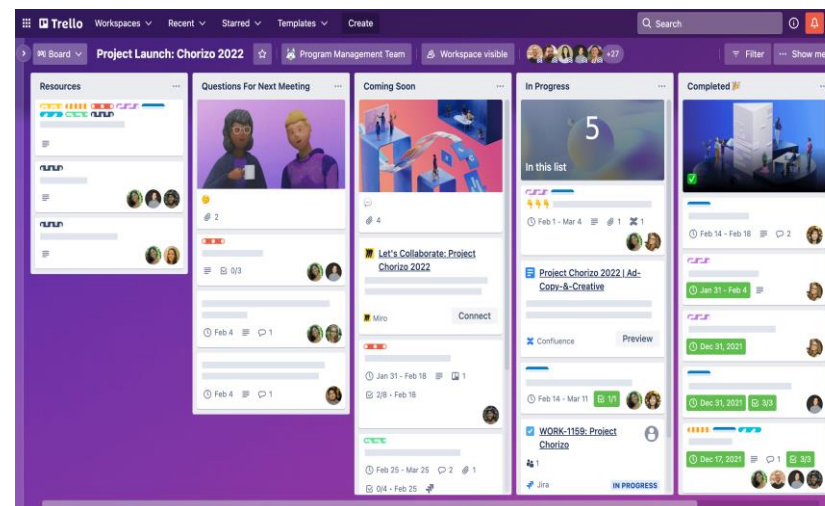 Trello Workspaces Recent Starred Templates Create Search
Board Project Launch: Chorizo 2022 Program Management Team Workspace visible +27 Filter Show me
Resources
Questions For Next Meeting
2
0/3
Feb 4 1
Feb 4 1
Coming Soon
4
Let's Collaborate: Project
Chorizo 2022
Miro Connect
Jan 31 - Feb 18 1
2/8 - Feb 18
Feb 25 - Mar 25 2 1
0/4 - Feb 25
In Progress
5
In this list
Feb 1 - Mar 4 1 1
Project Chorizo 2022 | Ad-
Copy-&-Creative
Confluence Preview
Feb 14 - Mar 11 1/1
WORK-1159: Project
Chorizo
1
Jira IN PROGRESS
Completed
Feb 14 - Feb 18 2
Jan 31 - Feb 4
Dec 31, 2021
Dec 31, 2021 3/3
Dec 17, 2021 1 3/3